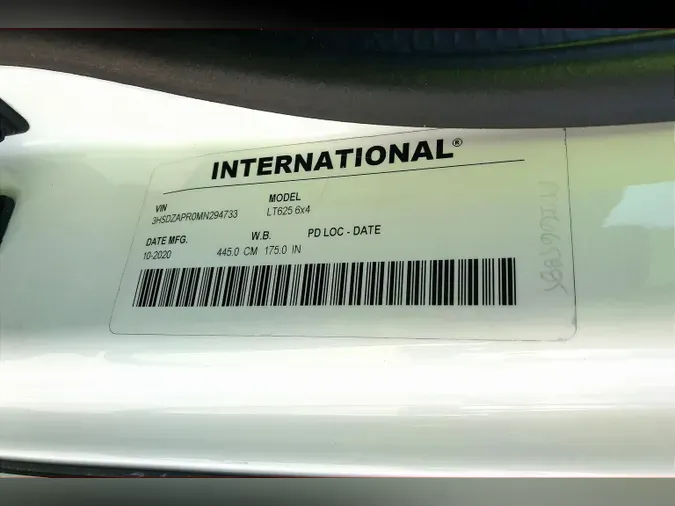 INTERNATIONAL®
VIN MODEL
3HSDZAPR0MN294733 LT625 6x4
DATE MFG. W.B. PD LOC - DATE
10-2020 445.0 CM 175.0 IN